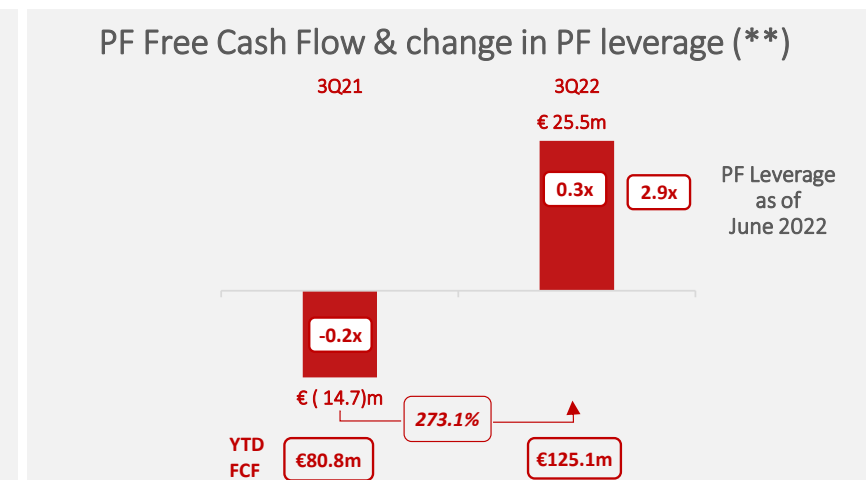 PF Free Cash Flow & change in PF leverage (**)
3Q21
3Q22
€ 25.5m
0.3x
2.9x
PF Leverage
as of
June 2022
-0.2x
€ ( 14.7)m
273.1%
YTD
FCF
€80.8m
€125.1m